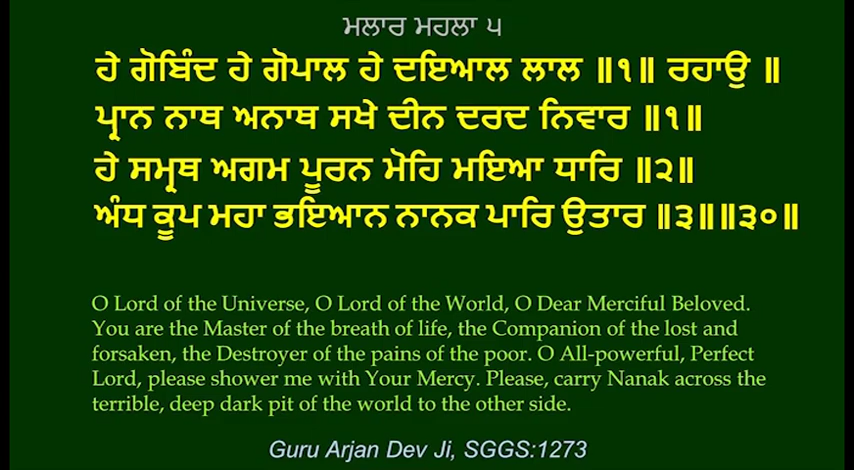 ਮਲਾਰ ਮਹਲਾ ੫
ਹੇ ਗੋਬਿੰਦ ਹੇ ਗੋਪਾਲ ਹੇ ਦਇਆਲ ਲਾਲ ॥੧॥ ਰਹਾਉ ॥
ਪ੍ਰਾਨ ਨਾਥ ਅਨਾਥ ਸਖੇ ਦੀਨ ਦਰਦ ਨਿਵਾਰ ॥੧॥
ਹੇ ਸਮ੍ਰਥ ਅਗਮ ਪੂਰਨ ਮੋਹਿ ਮਇਆ ਧਾਰਿ ॥੨॥
ਅੰਧ ਕੂਪ ਮਹਾ ਭਇਆਨ ਨਾਨਕ ਪਾਰਿ ਉਤਾਰ ॥੩॥॥੩੦॥
O Lord of the Universe, O Lord of the World, O Dear Merciful Beloved.
You are the Master of the breath of life, the Companion of the lost and
forsaken, the Destroyer of the pains of the poor. O All-powerful, Perfect
Lord, please shower me with Your Mercy. Please, carry Nanak across the
terrible, deep dark pit of the world to the other side.
Guru Arjan Dev Ji, SGGS:1273